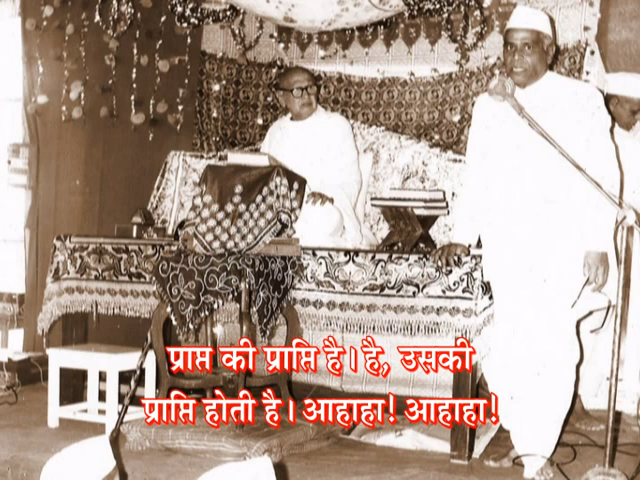 प्राप्त की प्राप्ति है। है, उसकी
प्राप्ति होती है। आहाहा! आहाहा!